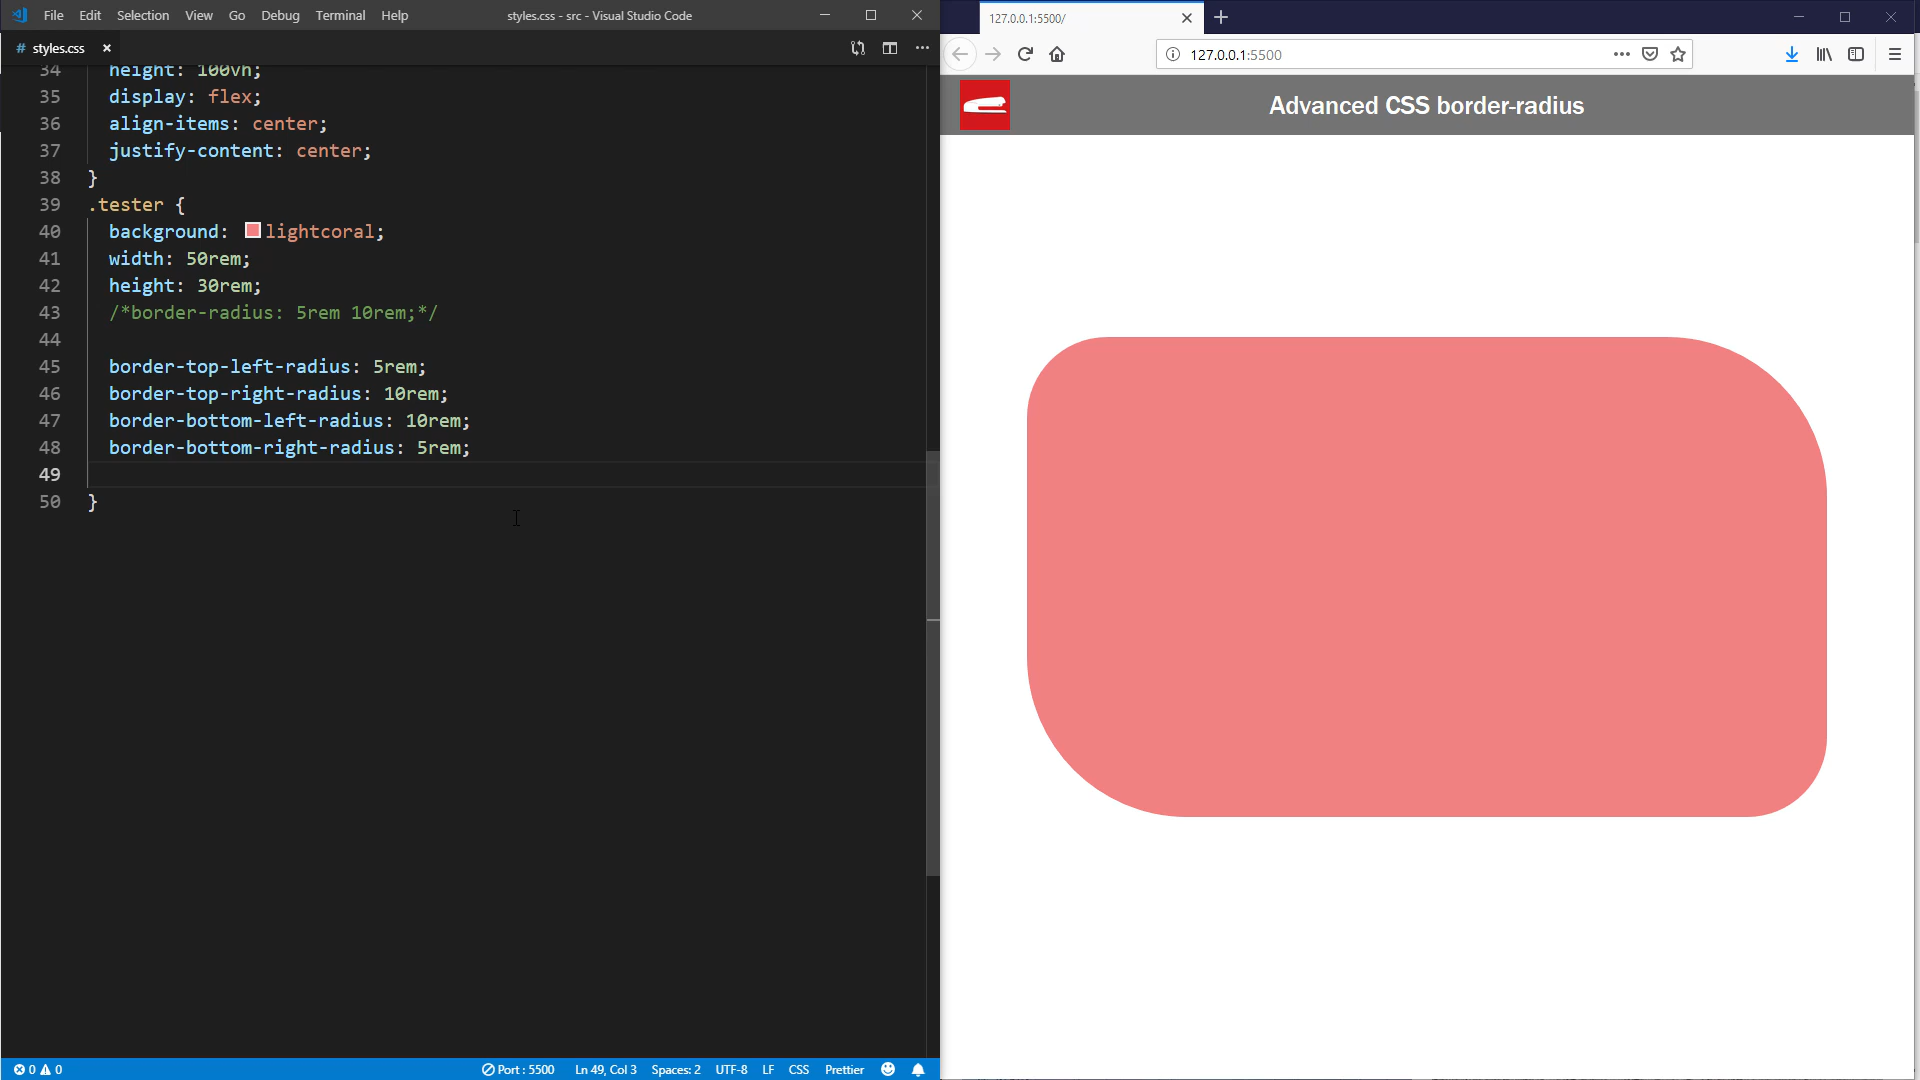 File Edit Selection View Go Debug Terminal Help
styles.css - src - Visual Studio Code
# styles.css
34 height: 100vh;
35 display: flex;
36 align-items: center;
37 justify-content: center;
38 }
39 .tester {
40 background: lightcoral;
41 width: 50rem;
42 height: 30rem;
43 /*border-radius: 5rem 10rem;*/
44
45 border-top-left-radius: 5rem;
46 border-top-right-radius: 10rem;
47 border-bottom-left-radius: 10rem;
48 border-bottom-right-radius: 5rem;
49
50 }
0 0 Port : 5500 Ln 49, Col 3 Spaces: 2 UTF-8 LF CSS Prettier
127.0.0.1:5500/
127.0.0.1:5500
Advanced CSS border-radius